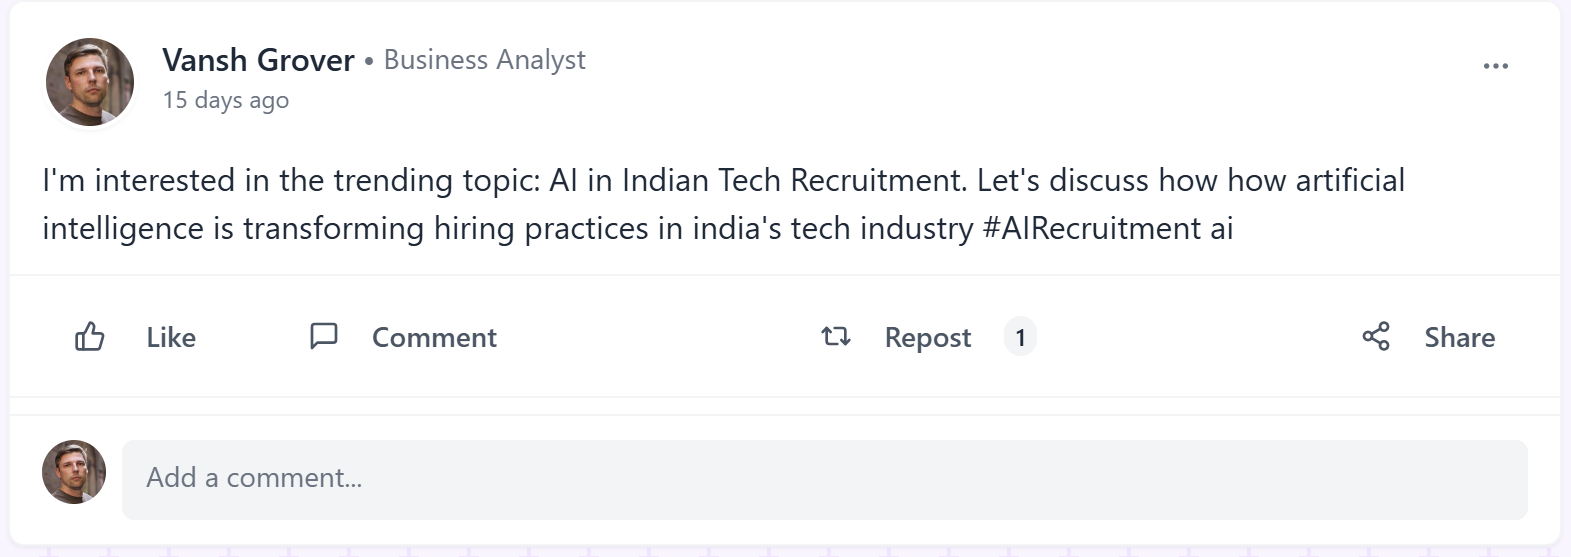 Vansh Grover • Business Analyst
15 days ago
I'm interested in the trending topic: AI in Indian Tech Recruitment. Let's discuss how how artificial
intelligence is transforming hiring practices in india's tech industry #AIRecruitment ai
Like Comment Repost 1 Share
Add a comment...